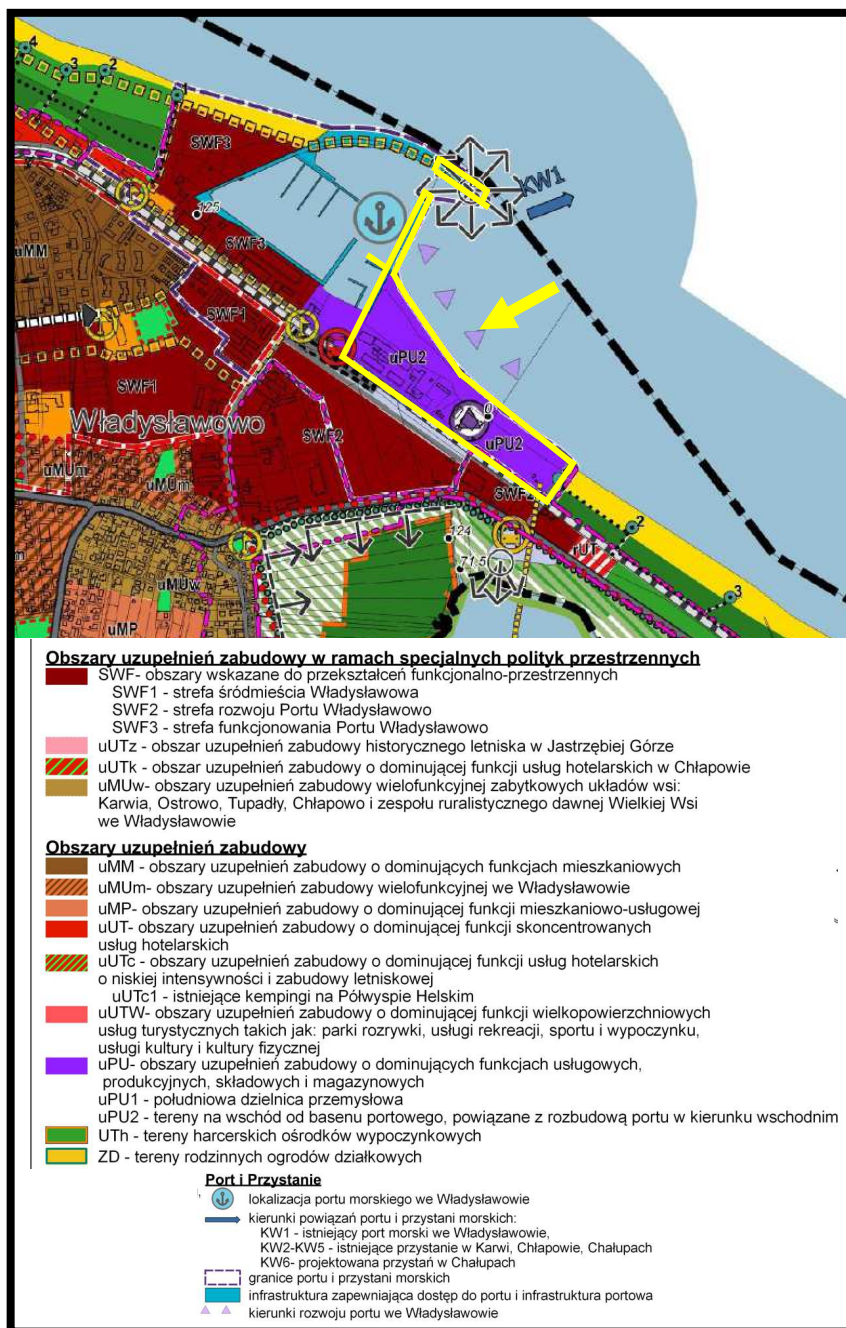 4
3
2
1
SWF3
KW1
125
SWF3
uMM
SWF1
uPU2
SWF1
Władysławowo
0
SWF2
uPU2
uMUm
uMUm
SWF2
2
124
rUT
71.5
uMUw
3
uMP
Obszary uzupełnień zabudowy w ramach specjalnych polityk przestrzennych
SWF- obszary wskazane do przekształceń funkcjonalno-przestrzennych
SWF1 - strefa śródmieścia Władysławowa
SWF2 - strefa rozwoju Portu Władysławowo
SWF3 - strefa funkcjonowania Portu Władysławowo
uUTz - obszar uzupełnień zabudowy historycznego letniska w Jastrzębiej Górze
uUTk - obszar uzupełnień zabudowy o dominującej funkcji usług hotelarskich w Chłapowie
uMUw- obszary uzupełnień zabudowy wielofunkcyjnej zabytkowych układów wsi:
Karwia, Ostrowo, Tupadły, Chłapowo i zespołu ruralistycznego dawnej Wielkiej Wsi
we Władysławowie
Obszary uzupełnień zabudowy
uMM - obszary uzupełnień zabudowy o dominujących funkcjach mieszkaniowych
uMUm- obszary uzupełnień zabudowy wielofunkcyjnej we Władysławowie
uMP- obszary uzupełnień zabudowy o dominującej funkcji mieszkaniowo-usługowej
uUT- obszary uzupełnień zabudowy o dominującej funkcji skoncentrowanych
usług hotelarskich
uUTc - obszary uzupełnień zabudowy o dominującej funkcji usług hotelarskich
o niskiej intensywności i zabudowy letniskowej
uUTc1 - istniejące kempingi na Półwyspie Helskim
uUTW- obszary uzupełnień zabudowy o dominującej funkcji wielkopowierzchniowych
usług turystycznych takich jak: parki rozrywki, usługi rekreacji, sportu i wypoczynku,
usługi kultury i kultury fizycznej
uPU- obszary uzupełnień zabudowy o dominujących funkcjach usługowych,
produkcyjnych, składowych i magazynowych
uPU1 - południowa dzielnica przemysłowa
uPU2 - tereny na wschód od basenu portowego, powiązane z rozbudową portu w kierunku wschodnim
UTh - tereny harcerskich ośrodków wypoczynkowych
ZD - tereny rodzinnych ogrodów działkowych
Port i Przystanie
lokalizacja portu morskiego we Władysławowie
kierunki powiązań portu i przystani morskich:
KW1 - istniejący port morski we Władysławowie,
KW2-KW5 - istniejące przystanie w Karwi, Chłapowie, Chałupach
KW6- projektowana przystań w Chałupach
granice portu i przystani morskich
infrastruktura zapewniająca dostęp do portu i infrastruktura portowa
kierunki rozwoju portu we Władysławowie